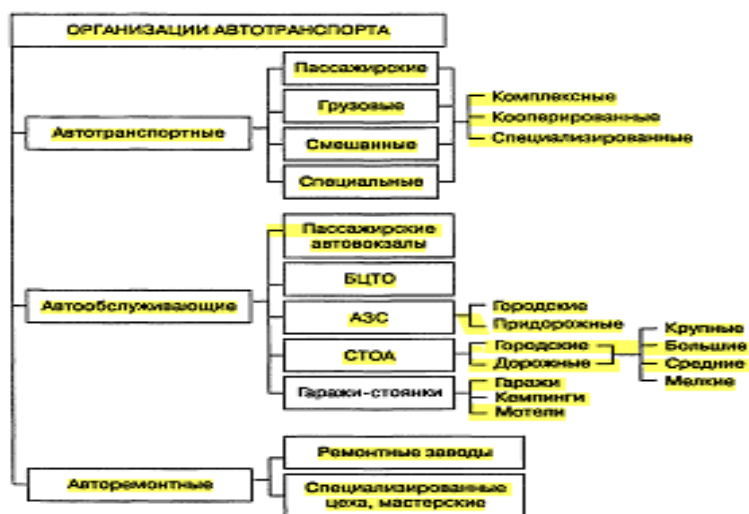 ОРГАНИЗАЦИИ АВТОТРАНСПОРТА
Автотранспортные
Пассажирские
Грузовые
Смешанные
Специальные
Комплексные
Кооперированные
Специализированные
Автообслуживающие
Пассажирские
автовокзалы
БЦТО
АЗС
Городские
Придорожные
СТОА
Городские
Дорожные
Крупные
Большие
Средние
Мелкие
Гаражи-стоянки
Гаражи
Кемпинги
Мотели
Авторемонтные
Ремонтные заводы
Специализированные
цеха, мастерские